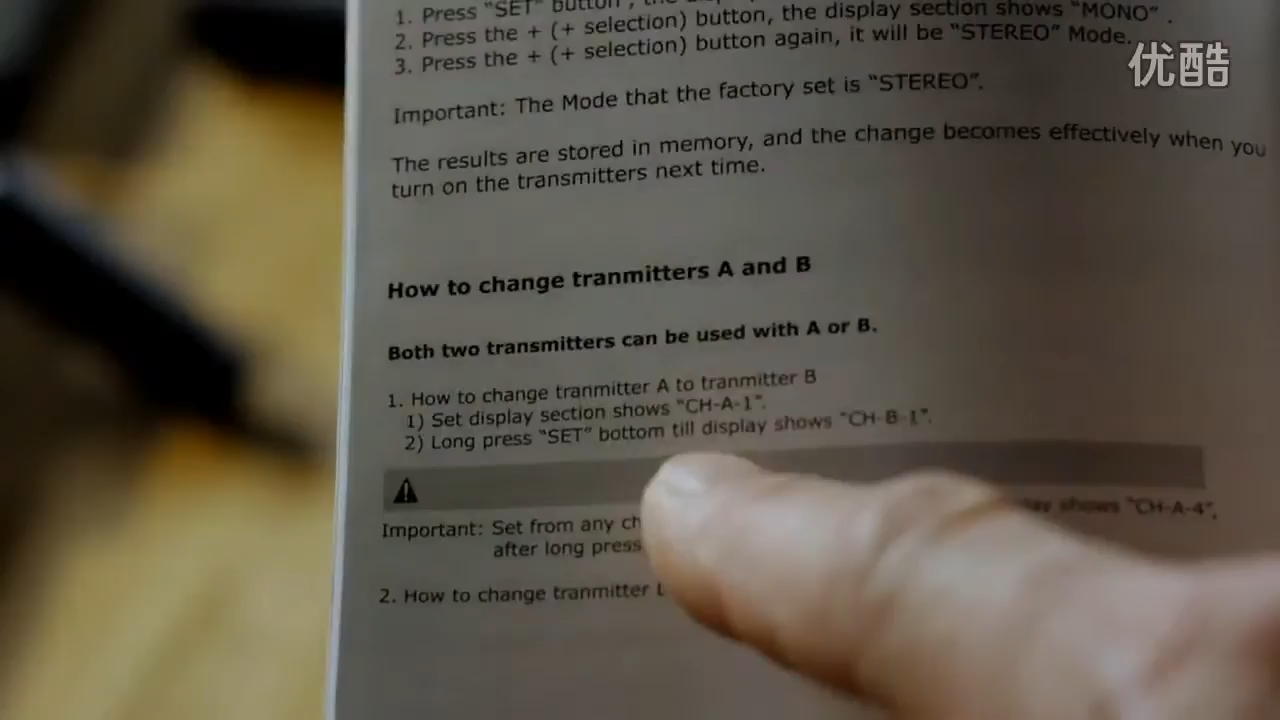 1. Press "SET" button , the
2. Press the + (+ selection) button, the display section shows "MONO" .
3. Press the + (+ selection) button again, it will be "STEREO" Mode.
优酷
Important: The Mode that the factory set is "STEREO".
The results are stored in memory, and the change becomes effectively when you
turn on the transmitters next time.
How to change tranmitters A and B
Both two transmitters can be used with A or B.
1. How to change tranmitter A to tranmitter B
1) Set display section shows "CH-A-1".
2) Long press "SET" bottom till display shows "CH-B-1".
Important: Set from any shows "CH-A-4",
after long press
2. How to change tranmitter